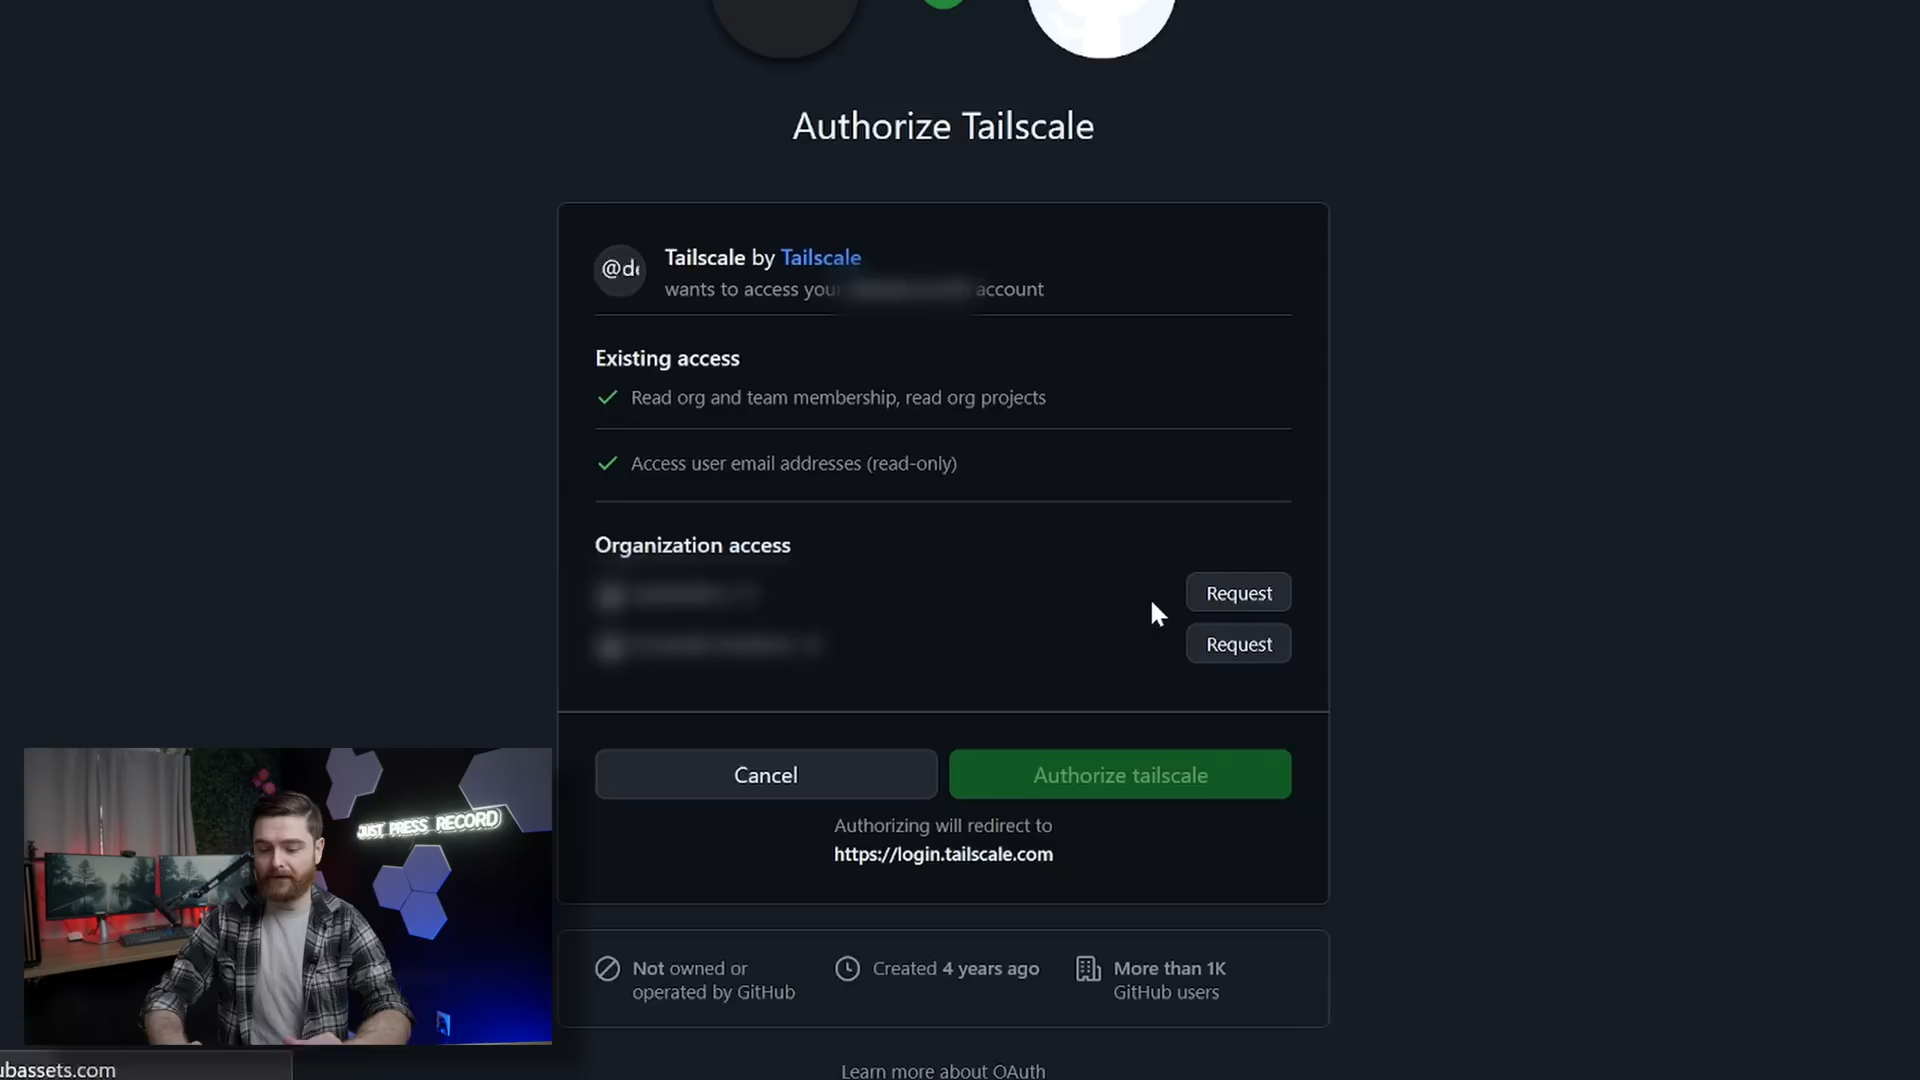 Authorize Tailscale
@de
Tailscale by Tailscale
wants to access your account
Existing access
Read org and team membership, read org projects
Access user email addresses (read-only)
Organization access
Request
Request
Cancel
Authorize tailscale
Authorizing will redirect to
https://login.tailscale.com
JUST PRESS RECORD
Not owned or
operated by GitHub
Created 4 years ago
More than 1K
GitHub users
ubassets.com
Learn more about OAuth